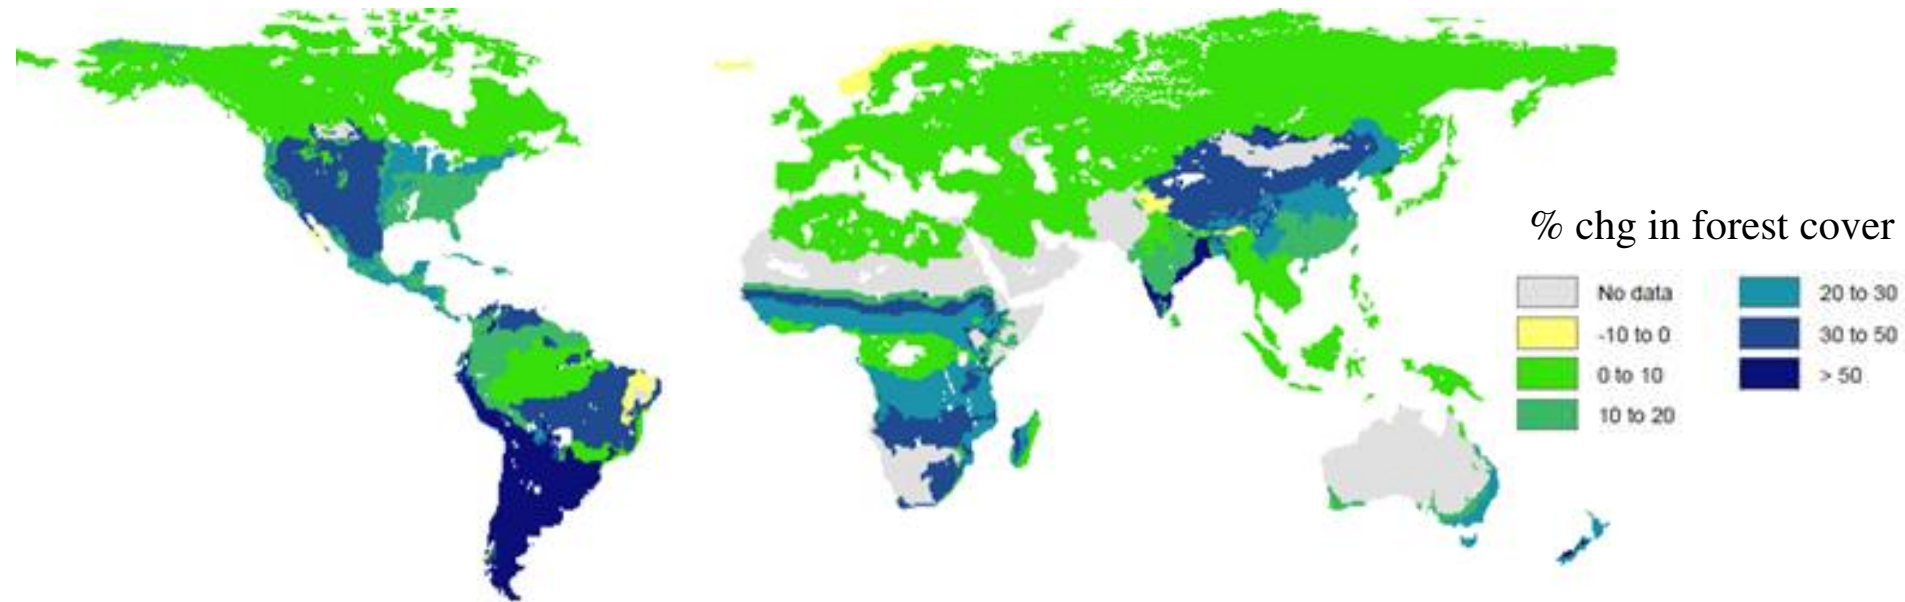 % chg in forest cover
No data
-10 to 0
0 to 10
10 to 20
20 to 30
30 to 50
> 50